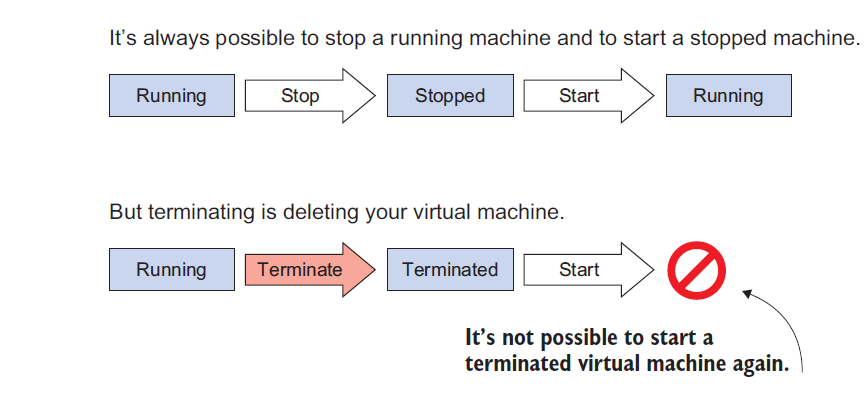 It's always possible to stop a running machine and to start a stopped machine.
Running Stop Stopped Start Running
But terminating is deleting your virtual machine.
Running Terminate Terminated Start
It's not possible to start a
terminated virtual machine again.